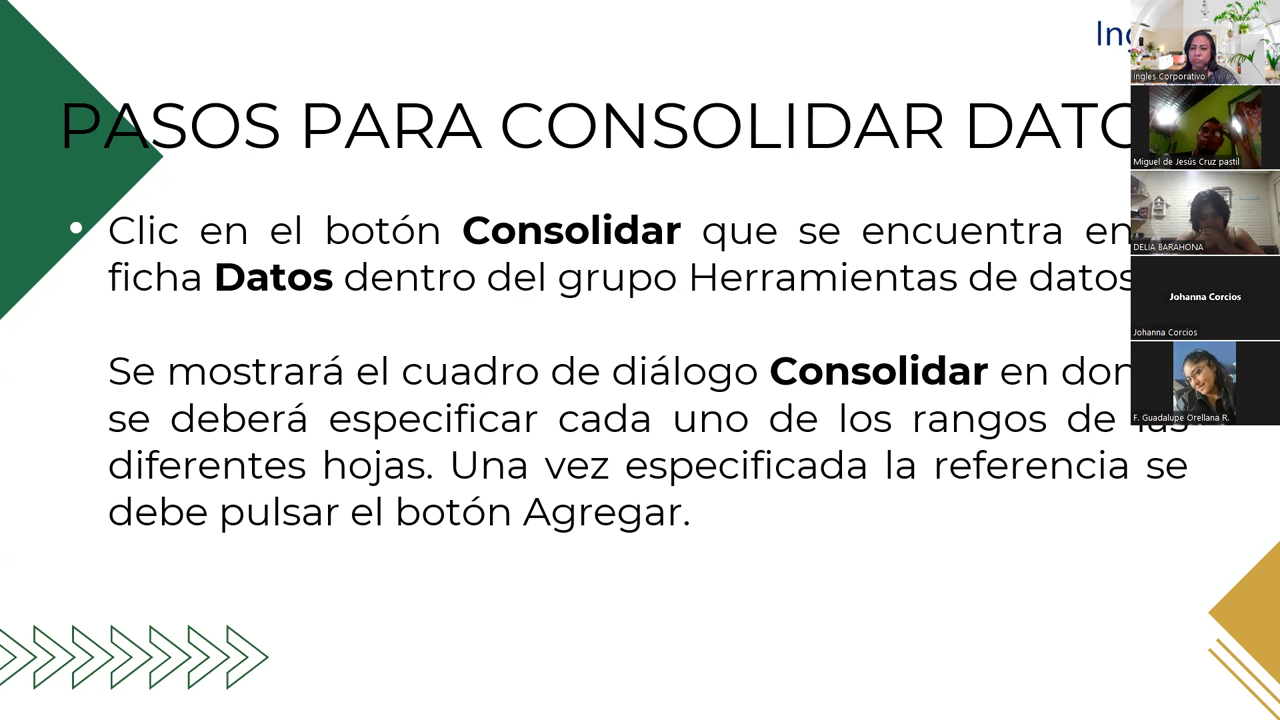 PASOS PARA CONSOLIDAR
Clic en el botón Consolidar que se encuentra en
ficha Datos dentro del grupo Herramientas de datos
Se mostrará el cuadro de diálogo Consolidar en
se deberá especificar cada uno de los rangos de las
diferentes hojas. Una vez especificada la referencia se
debe pulsar el botón Agregar.
Ingles Corporativo
Miguel de Jesús Cruz pastil
DELIA BARAHONA
Johanna Corcios
Johanna Corcios
F. Guadalupe Orellana R.